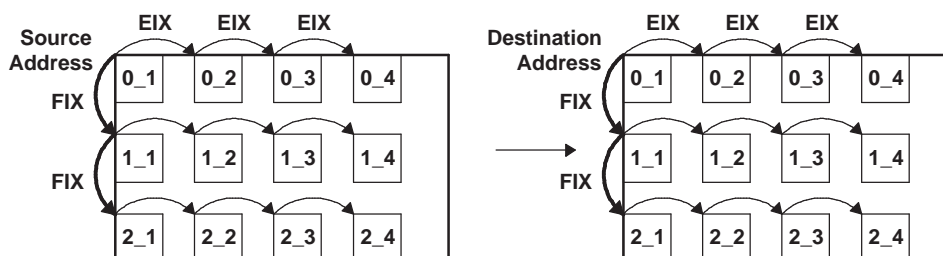 EIX EIX EIX
Source
Address
0_1 0_2 0_3 0_4
FIX
1_1 1_2 1_3 1_4
FIX
2_1 2_2 2_3 2_4
EIX EIX EIX
Destination
Address
0_1 0_2 0_3 0_4
FIX
1_1 1_2 1_3 1_4
FIX
2_1 2_2 2_3 2_4